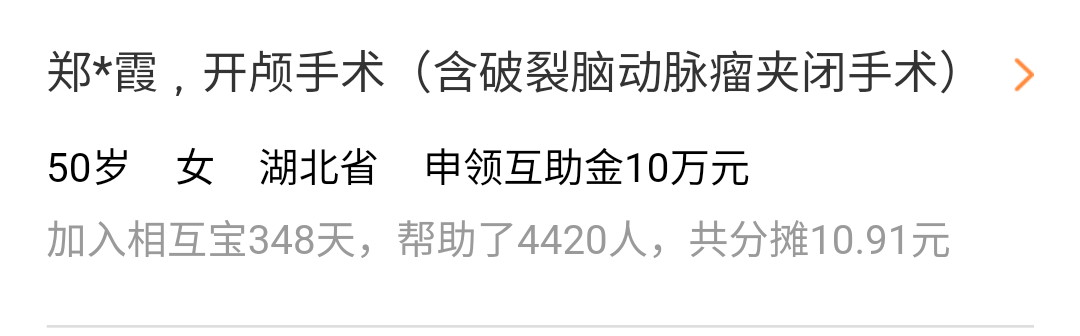 郑*霞，开颅手术（含破裂脑动脉瘤夹闭手术）
50岁 女 湖北省 申领互助金10万元
加入相互宝348天，帮助了4420人，共分摊10.91元